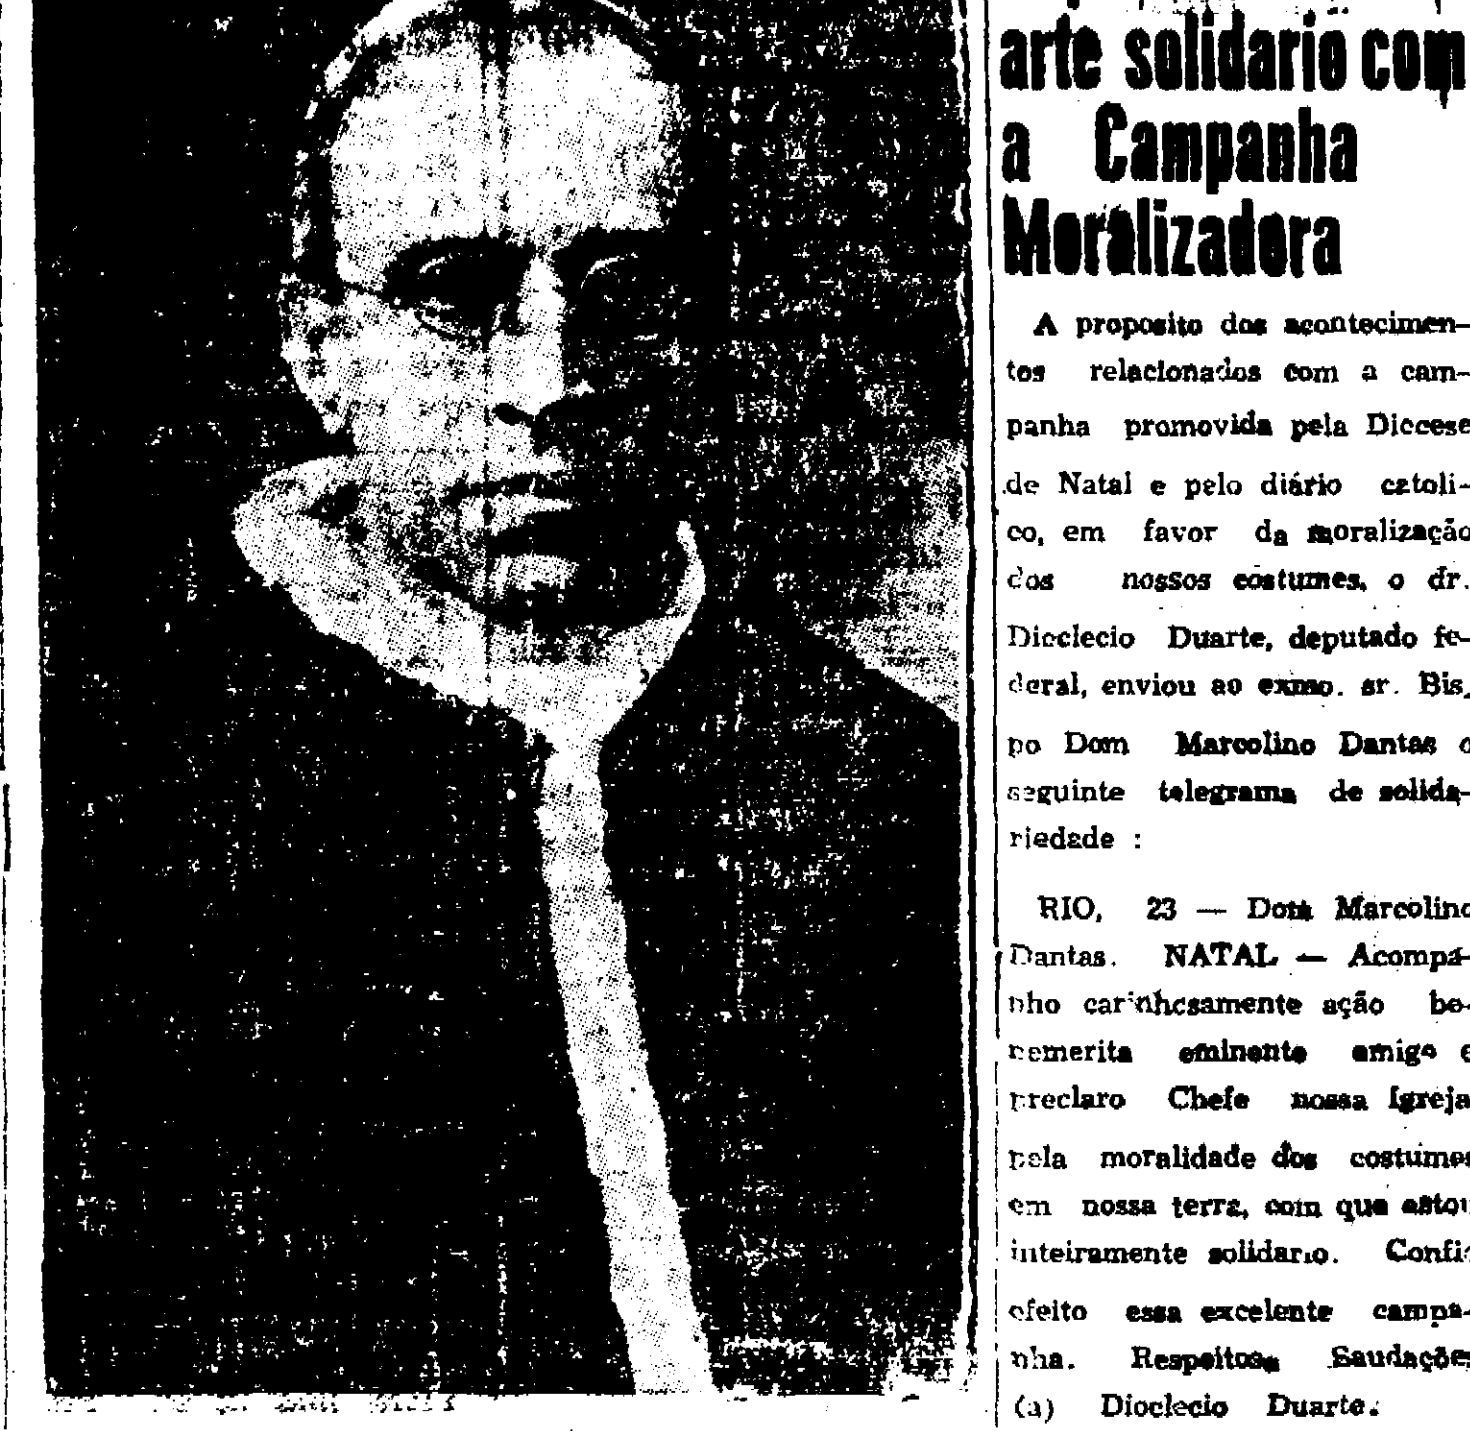 arte solidario com
a Campanha
Moralizadora
A proposito dos acontecimen-
tos relacionados com a cam-
panha promovida pela Diocese
de Natal e pelo diário catoli-
co, em favor da moralização
dos nossos costumes, o dr.
Dioclecio Duarte, deputado fe-
deral, enviou ao exmo. sr. Bis.
po Dom Marcolino Dantas o
seguinte telegrama de solida-
riedade :
RIO, 23 — Dom Marcolino
Dantas. NATAL — Acompa-
nho carinhosamente ação be-
nemerita eminente amigo e
preclaro Chefe nossa Igreja
pela moralidade dos costumes
em nossa terra, com que estou
inteiramente solidario. Confio
efeito essa excelente campa-
nha. Respeitosa Saudações
(a) Dioclecio Duarte.